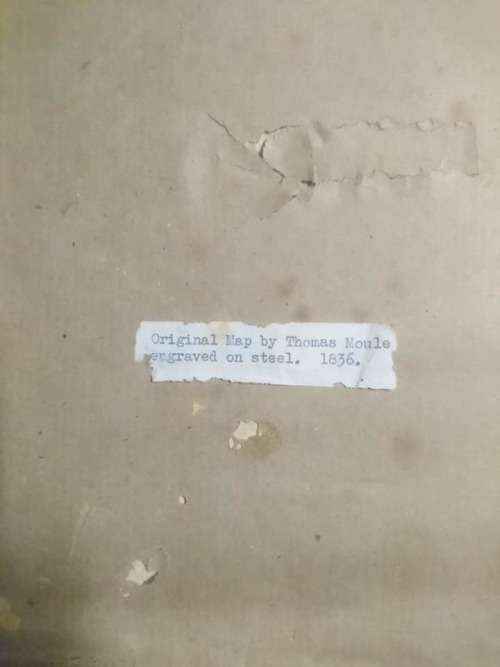 Original Map by Thomas Moule
engraved on steel. 1836.